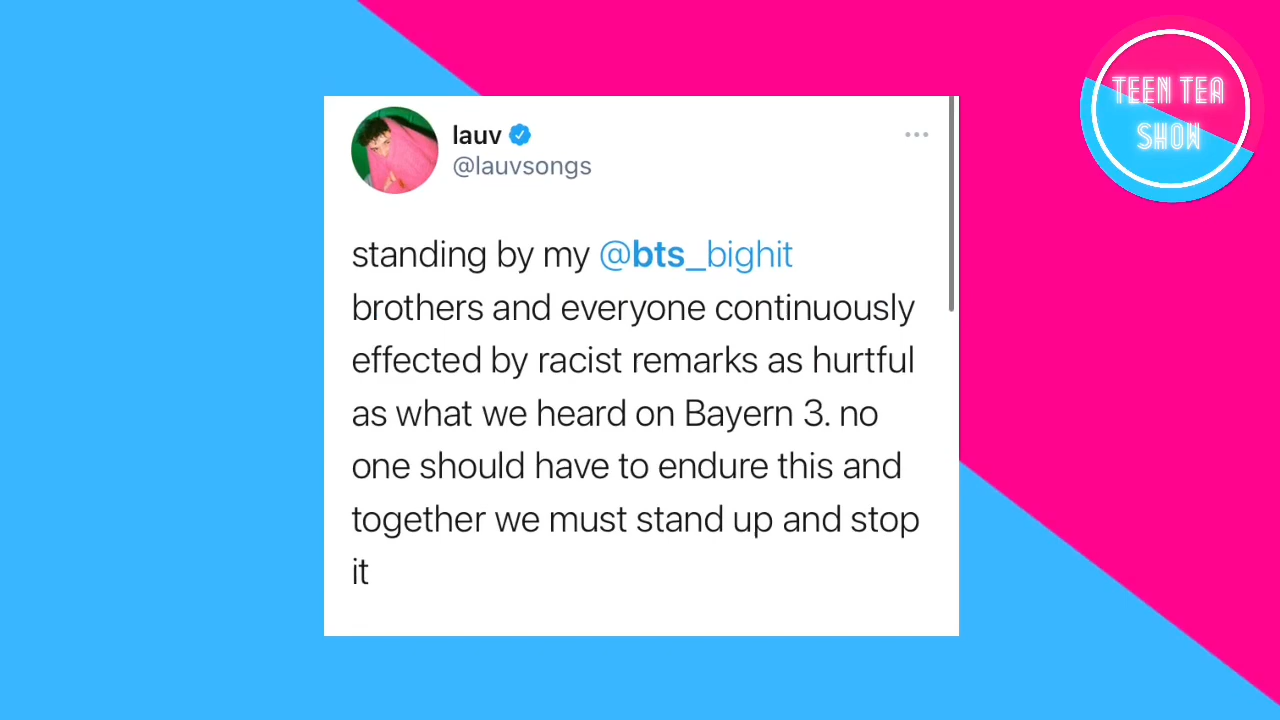 TEEN TEA
SHOW
lauv
@lauvsongs
standing by my @bts_bighit
brothers and everyone continuously
effected by racist remarks as hurtful
as what we heard on Bayern 3. no
one should have to endure this and
together we must stand up and stop
it